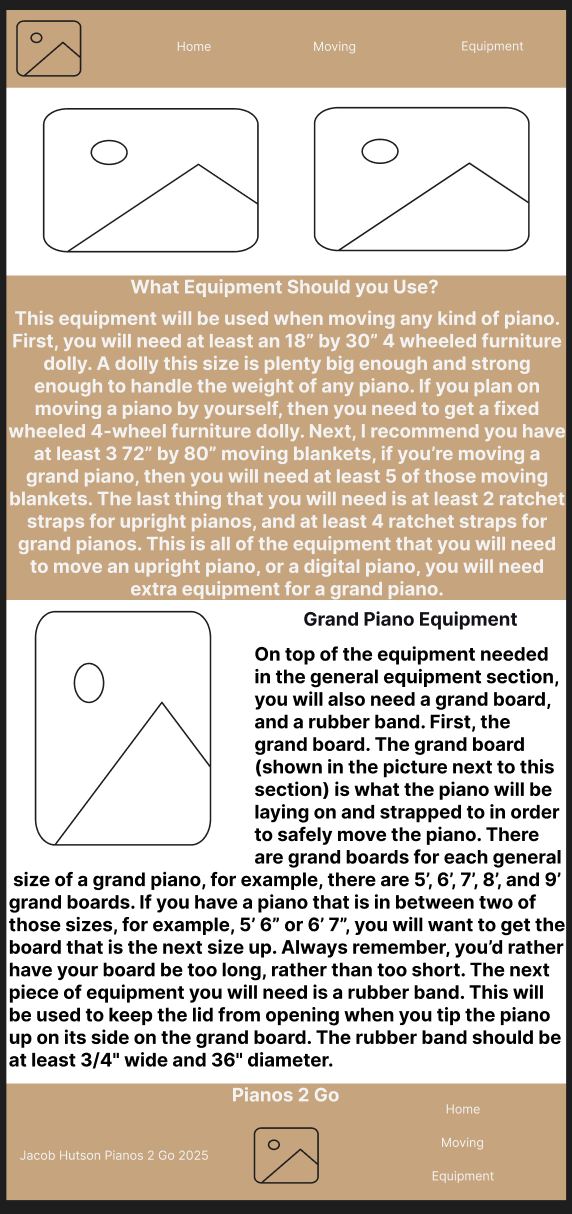 Home
Moving
Equipment
What Equipment Should you Use?
This equipment will be used when moving any kind of piano.
First, you will need at least an 18” by 30” 4 wheeled furniture
dolly. A dolly this size is plenty big enough and strong
enough to handle the weight of any piano. If you plan on
moving a piano by yourself, then you need to get a fixed
wheeled 4-wheel furniture dolly. Next, I recommend you have
at least 3 72” by 80” moving blankets, if you’re moving a
grand piano, then you will need at least 5 of those moving
blankets. The last thing that you will need is at least 2 ratchet
straps for upright pianos, and at least 4 ratchet straps for
grand pianos. This is all of the equipment that you will need
to move an upright piano, or a digital piano, you will need
extra equipment for a grand piano.
Grand Piano Equipment
On top of the equipment needed
in the general equipment section,
you will also need a grand board,
and a rubber band. First, the
grand board. The grand board
(shown in the picture next to this
section) is what the piano will be
laying on and strapped to in order
to safely move the piano. There
are grand boards for each general
size of a grand piano, for example, there are 5’, 6’, 7’, 8’, and 9’
grand boards. If you have a piano that is in between two of
those sizes, for example, 5’ 6” or 6’ 7”, you will want to get the
board that is the next size up. Always remember, you’d rather
have your board be too long, rather than too short. The next
piece of equipment you will need is a rubber band. This will
be used to keep the lid from opening when you tip the piano
up on its side on the grand board. The rubber band should be
at least 3/4" wide and 36" diameter.
Pianos 2 Go
Jacob Hutson Pianos 2 Go 2025
Home
Moving
Equipment